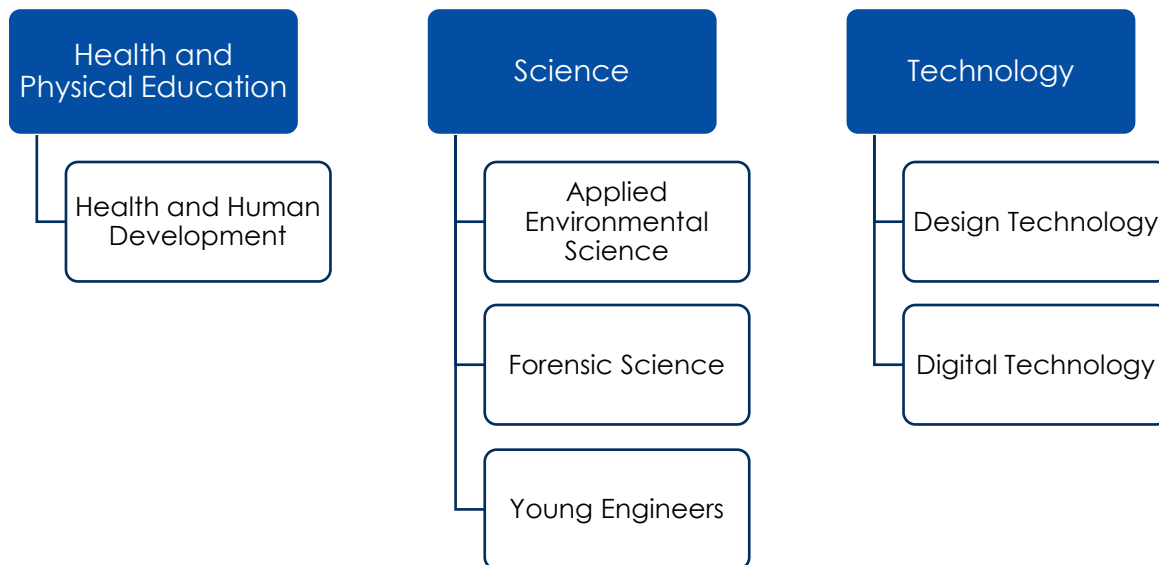 Health and
Physical Education
Health and Human
Development
Science
Applied
Environmental
Science
Forensic Science
Young Engineers
Technology
Design Technology
Digital Technology